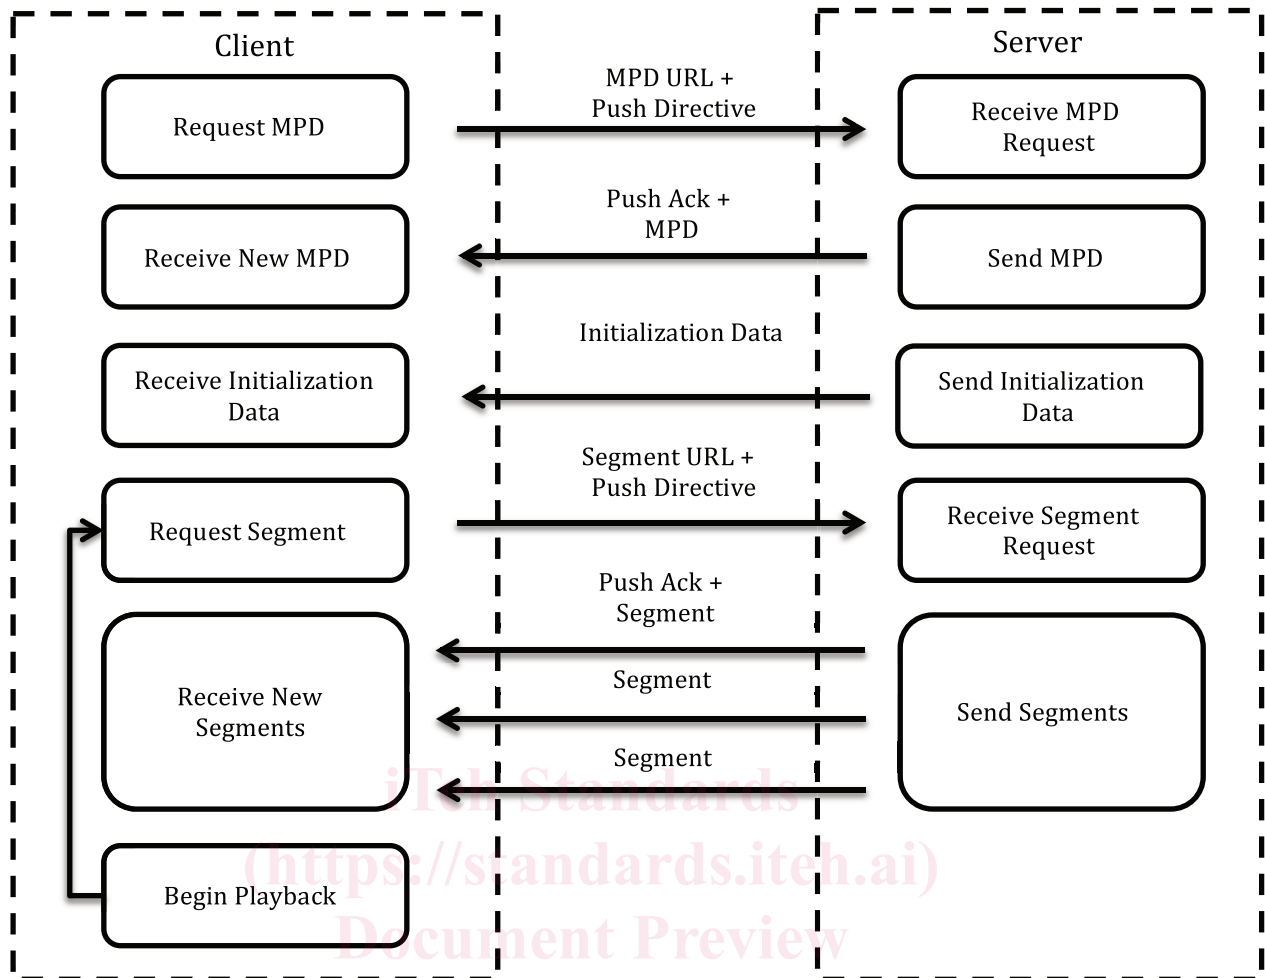 Client
Server
Request MPD
MPD URL +
Push Directive
Receive MPD
Request
Receive New MPD
Push Ack +
MPD
Send MPD
Receive Initialization
Data
Initialization Data
Send Initialization
Data
Request Segment
Segment URL +
Push Directive
Receive Segment
Request
Receive New
Segments
Push Ack +
Segment
Segment
Segment
Send Segments
Begin Playback
iTeh Standards
(https://standards.iteh.ai)
Document Preview